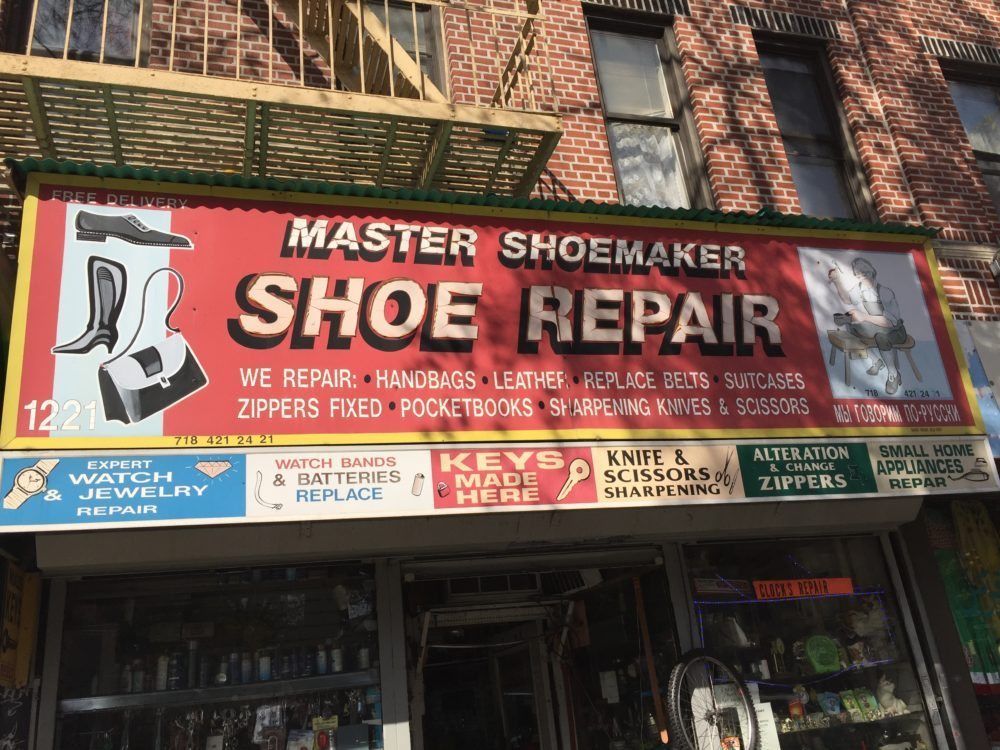 FREE DELIVERY
MASTER SHOEMAKER
SHOE REPAIR
WE REPAIR: • HANDBAGS • LEATHER • REPLACE BELTS • SUITCASES
ZIPPERS FIXED • POCKETBOOKS • SHARPENING KNIVES & SCISSORS
1221
718 421 24 21
718 421 24 21
МЫ ГОВОРИМ ПО-РУССКИ
EXPERT
WATCH
& JEWELRY
REPAIR
WATCH BANDS
& BATTERIES
REPLACE
KEYS
MADE
HERE
KNIFE &
SCISSORS
SHARPENING
ALTERATION
& CHANGE
ZIPPERS
SMALL HOME
APPLIANCES
REPAR
CLOCK'S REPAIR